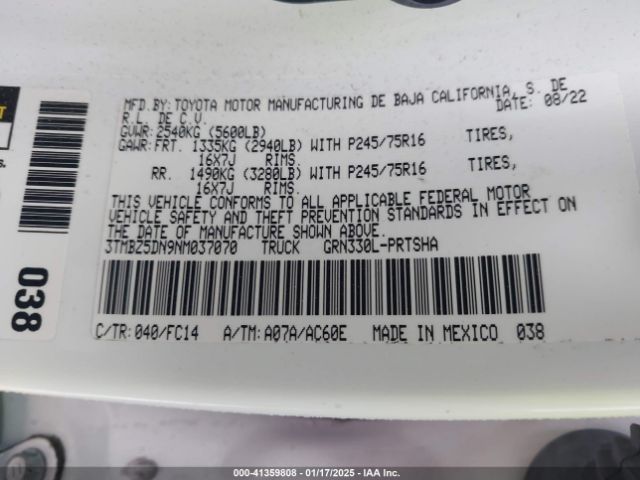 MFD.BY:TOYOTA MOTOR MANUFACTURING DE BAJA CALIFORNIA, S. DE
R.L. DE C.V. DATE: 08/22
GVWR:2540KG (5600LB)
GAWR:FRT. 1335KG (2940LB) WITH P245/75R16 TIRES,
16X7J RIMS.
RR. 1490KG (3280LB) WITH P245/75R16 TIRES,
16X7J RIMS.
THIS VEHICLE CONFORMS TO ALL APPLICABLE FEDERAL MOTOR
VEHICLE SAFETY AND THEFT PREVENTION STANDARDS IN EFFECT ON
THE DATE OF MANUFACTURE SHOWN ABOVE.
3TMBZ5DN9NM037070 TRUCK GRN330L-PRTSHA
C/TR:040/FC14 A/TM:A07A/AC60E MADE IN MEXICO 038
038
000-41359808 - 01/17/2025 - IAA Inc.